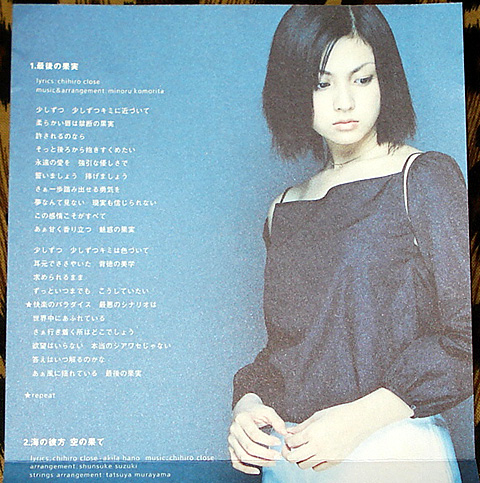 1.最後の果実
lyrics: chihiro close
music&arrangement: minoru komorita
少しずつ 少しずつキミに近づいて
柔らかい唇は禁断の果実
許されるのなら
そっと後ろから抱きすくめたい
永遠の愛を 強引な優しさで
誓いましょう 捧げましょう
さぁ一歩踏み出せる勇気を
夢なんて見ない 現実も信じられない
この感情こそがすべて
あぁ甘く香り立つ 魅惑の果実
少しずつ 少しずつキミは色づいて
耳元でささやいた 背徳の美学
求められるまま
ずっといつまでも こうしていたい
★快楽のパラダイス 最悪のシナリオは
世界中にあふれている
さぁ行き着く所はどこでしょう
欲望はいらない 本当のシアワセじゃない
答えはいつ解るのかな
あぁ風に揺れている 最後の果実
★repeat
2.海の彼方 空の果て
lyrics: chihiro close, akila hano music: chihiro close
arrangement: shunsuke suzuki
strings arrangement: tatsuya murayama